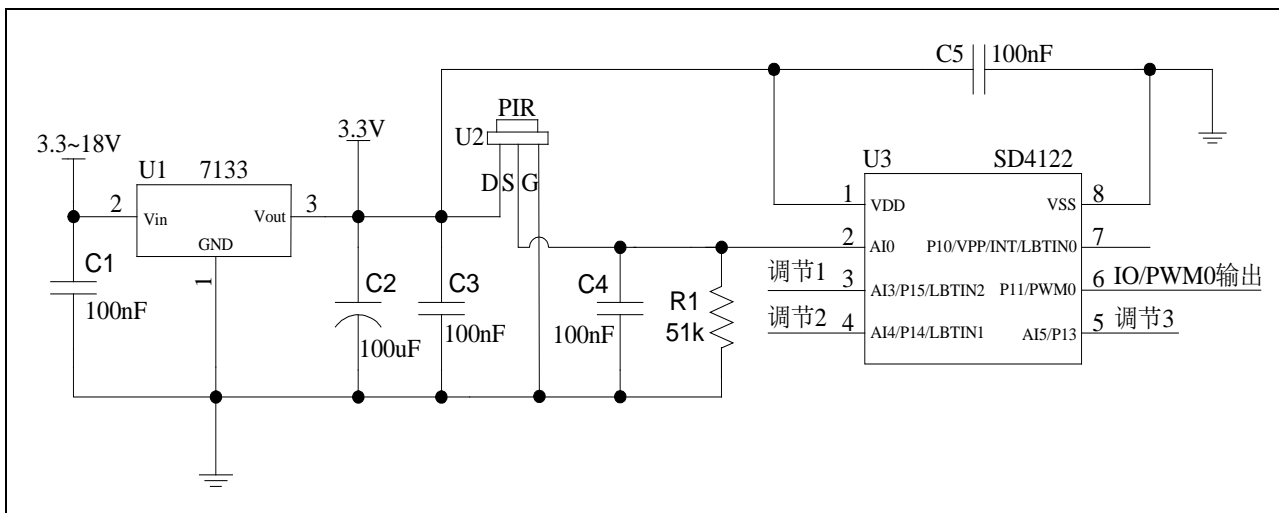 C5 100nF
PIR
3.3V
U2
3.3~18V
U1 7133
U3 SD4122
D S G
1 VDD VSS 8
2 Vin Vout 3
GND
1
2 AI0 P10/VPP/INT/LBTIN0 7
C1
100nF
C2
100uF
C3
100nF
C4
100nF
R1
51k
调节1 3 AI3/P15/LBTIN2 P11/PWM0 6 IO/PWM0输出
调节2 4 AI4/P14/LBTIN1 AI5/P13 5 调节3